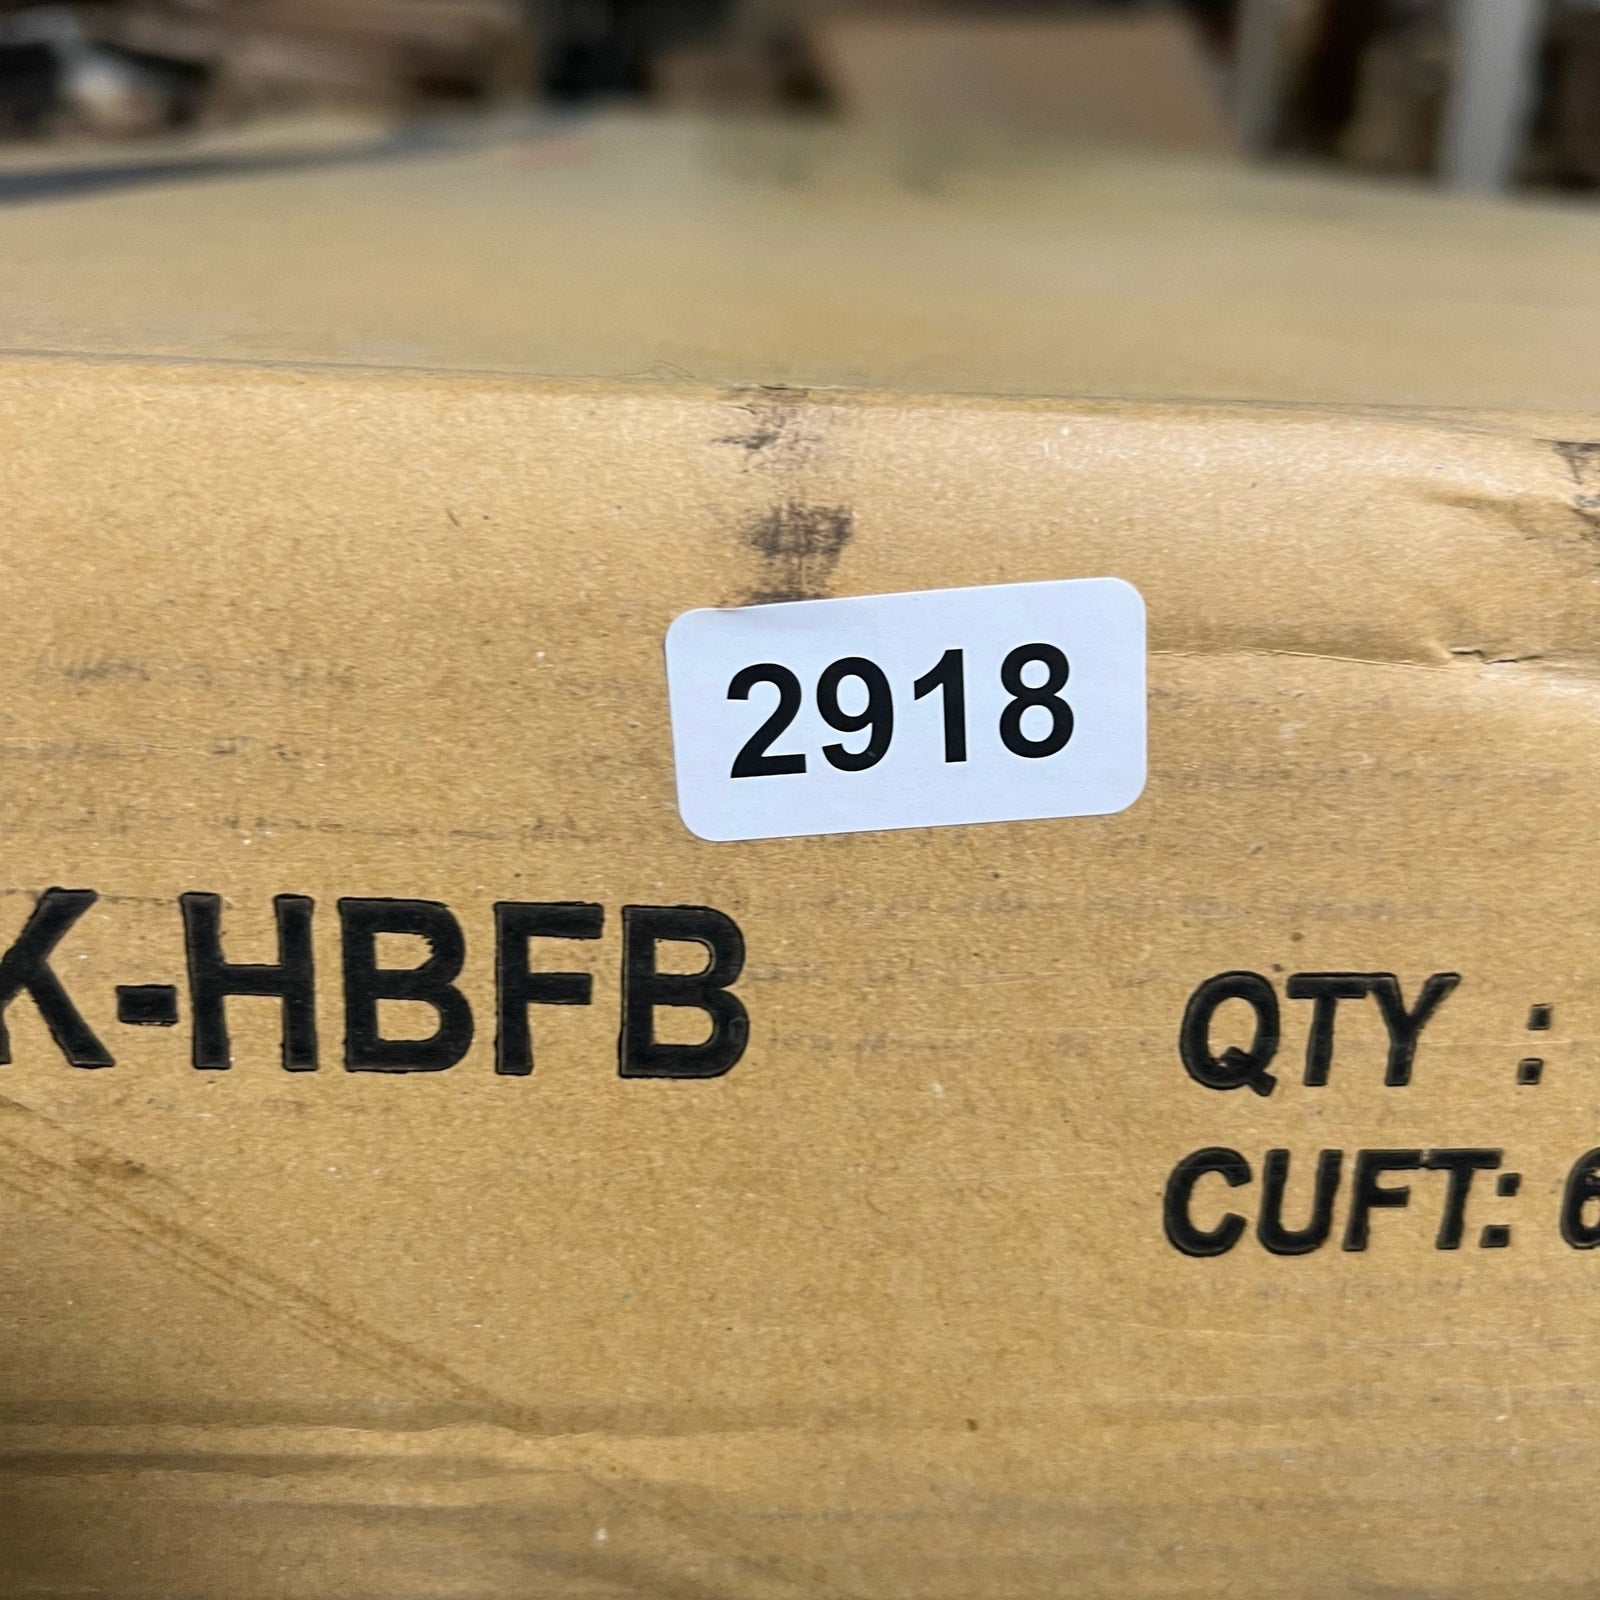 2918
K-HBFB
QTY :
CUFT: 6